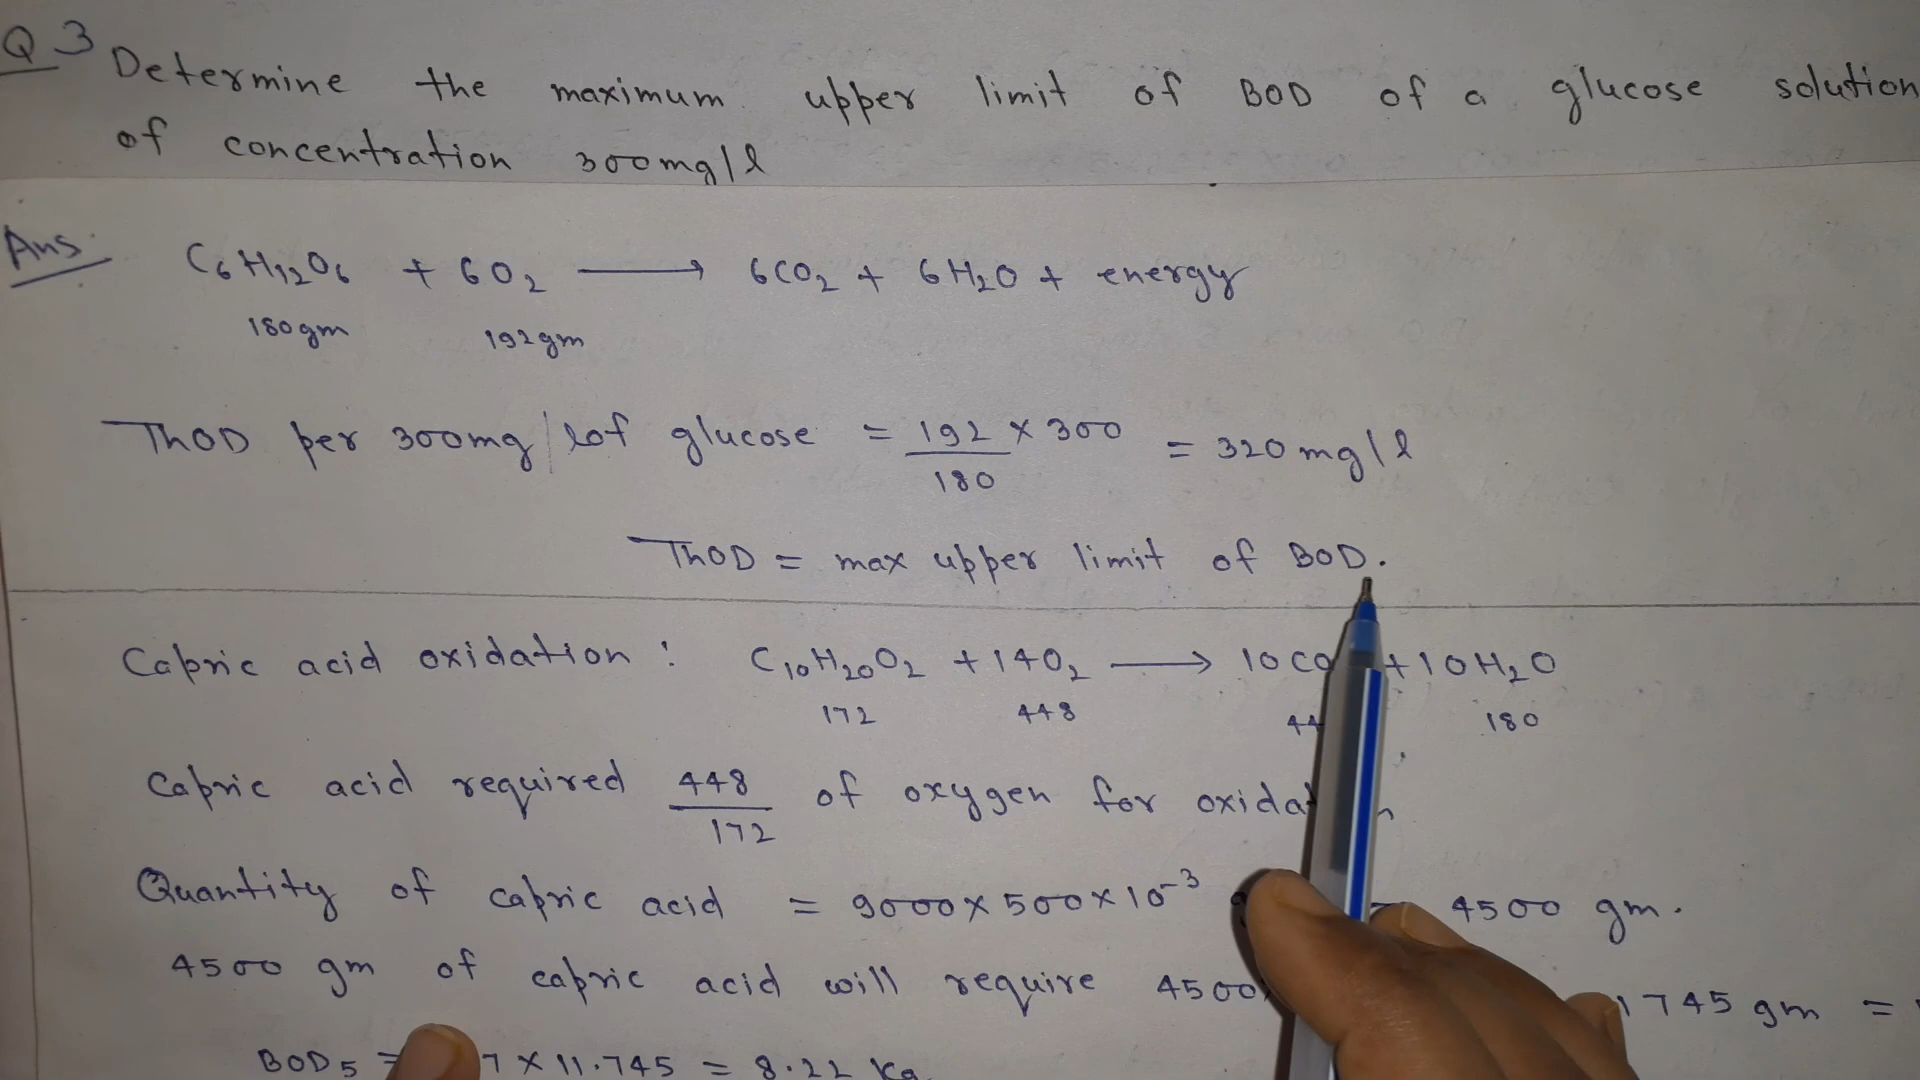 Q3 Determine the maximum upper limit of BOD of a glucose solution
of concentration 300mg/l
Ans. C₆H₁₂O₆ + 6O₂ ⟶ 6CO₂ + 6H₂O + energy
180gm 192gm
ThOD per 300mg/l of glucose = 192 × 300 / 180 = 320 mg/l
ThOD = max upper limit of BOD.
Capric acid oxidation : C₁₀H₂₀O₂ + 14O₂ ⟶ 10CO + 10H₂O
172 448 44 180
Capric acid required 448/172 of oxygen for oxida n
Quantity of capric acid = 9000 × 500 × 10⁻³ = 4500 gm.
4500 gm of capric acid will require 4500 1745 gm =
BOD₅ = 7 × 11.745 = 8.22 Kg